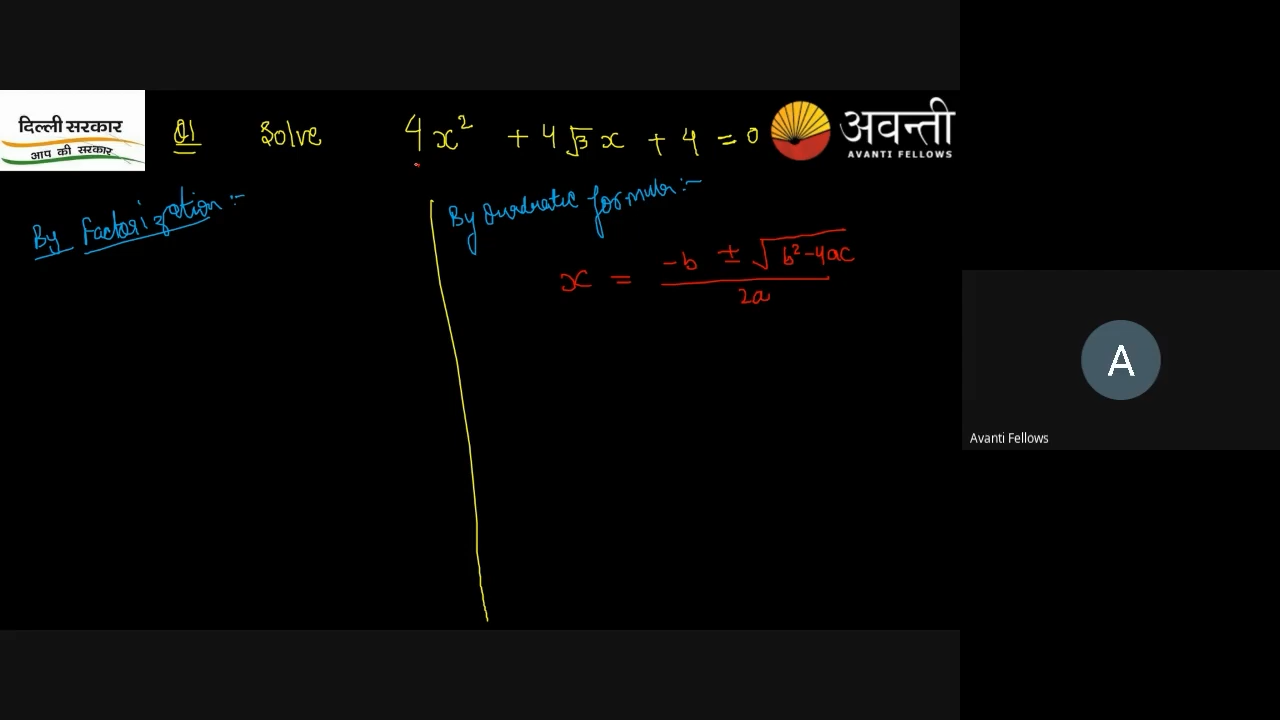 दिल्ली सरकार
आप की सरकार
Q1 Solve 4x² + 4√3x + 4 = 0
अवन्ती
AVANTI FELLOWS
By Factorization :-
By Quadratic formula :-
x = (-b ± √(b²-4ac))/2a
A
Avanti Fellows